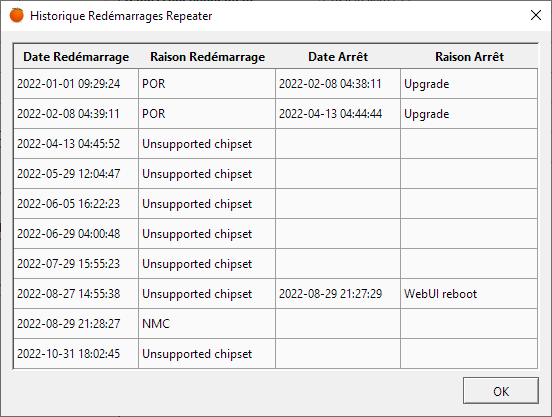 Historique Redémarrages Repeater
Date Redémarrage Raison Redémarrage Date Arrêt Raison Arrêt
2022-01-01 09:29:24 POR 2022-02-08 04:38:11 Upgrade
2022-02-08 04:39:11 POR 2022-04-13 04:44:44 Upgrade
2022-04-13 04:45:52 Unsupported chipset
2022-05-29 12:04:47 Unsupported chipset
2022-06-05 16:22:23 Unsupported chipset
2022-06-29 04:00:48 Unsupported chipset
2022-07-29 15:55:23 Unsupported chipset
2022-08-27 14:55:38 Unsupported chipset 2022-08-29 21:27:29 WebUI reboot
2022-08-29 21:28:27 NMC
2022-10-31 18:02:45 Unsupported chipset
OK